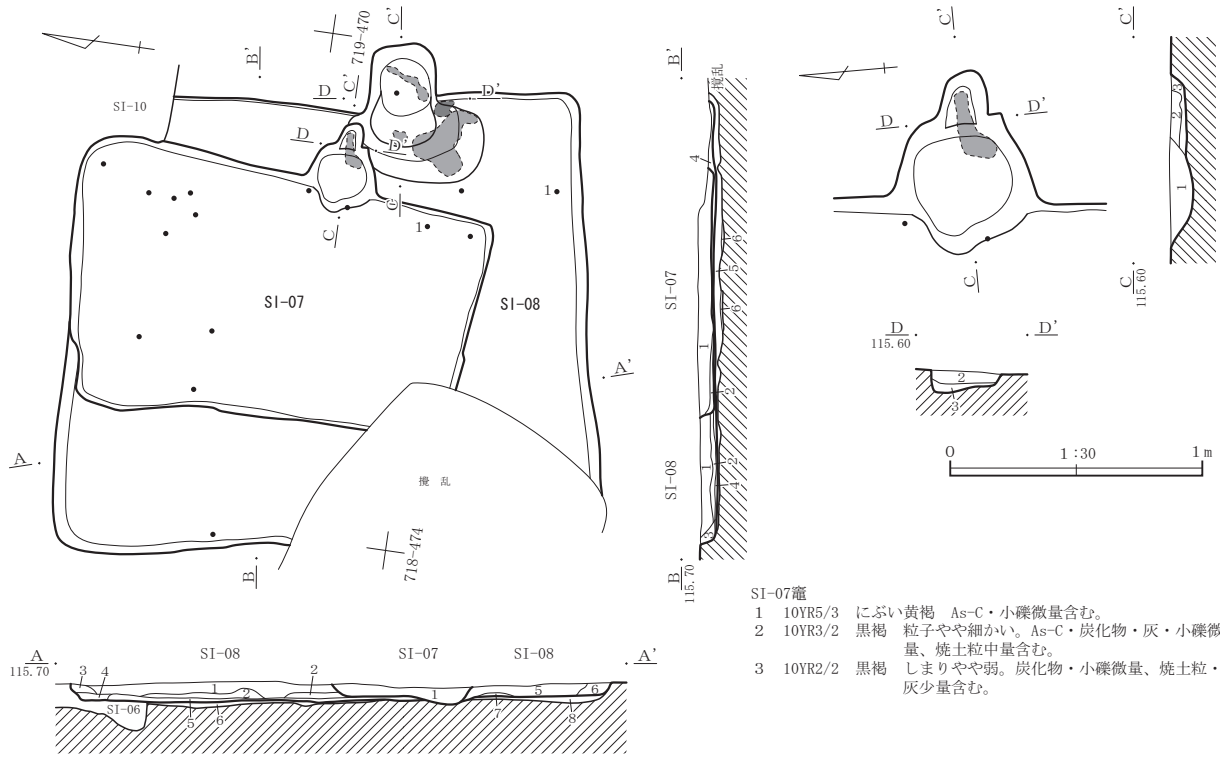 C'
719-470
B'
C'
D
D'
SI-10
D
D'
1
C
C
1
SI-07
SI-08
A'
A
攪乱
718-474
B
B'
攪乱
4
6
5
SI-07
6
1
2
SI-08
1
2
4
3
B
115.70
C'
C'
D
D'
3
2
1
C
C
115.60
D
D'
115.60
2
3
0
1:30
1m
SI-07竈
1 10YR5/3 にぶい黄褐 As-C・小礫微量含む。
2 10YR3/2 黒褐 粒子やや細かい。As-C・炭化物・灰・小礫微
量、焼土粒中量含む。
3 10YR2/2 黒褐 しまりやや弱。炭化物・小礫微量、焼土粒・
灰少量含む。
A
115.70
SI-08
SI-07
SI-08
A'
3
4
1
2
2
1
5
6
SI-06
5
6
7
8